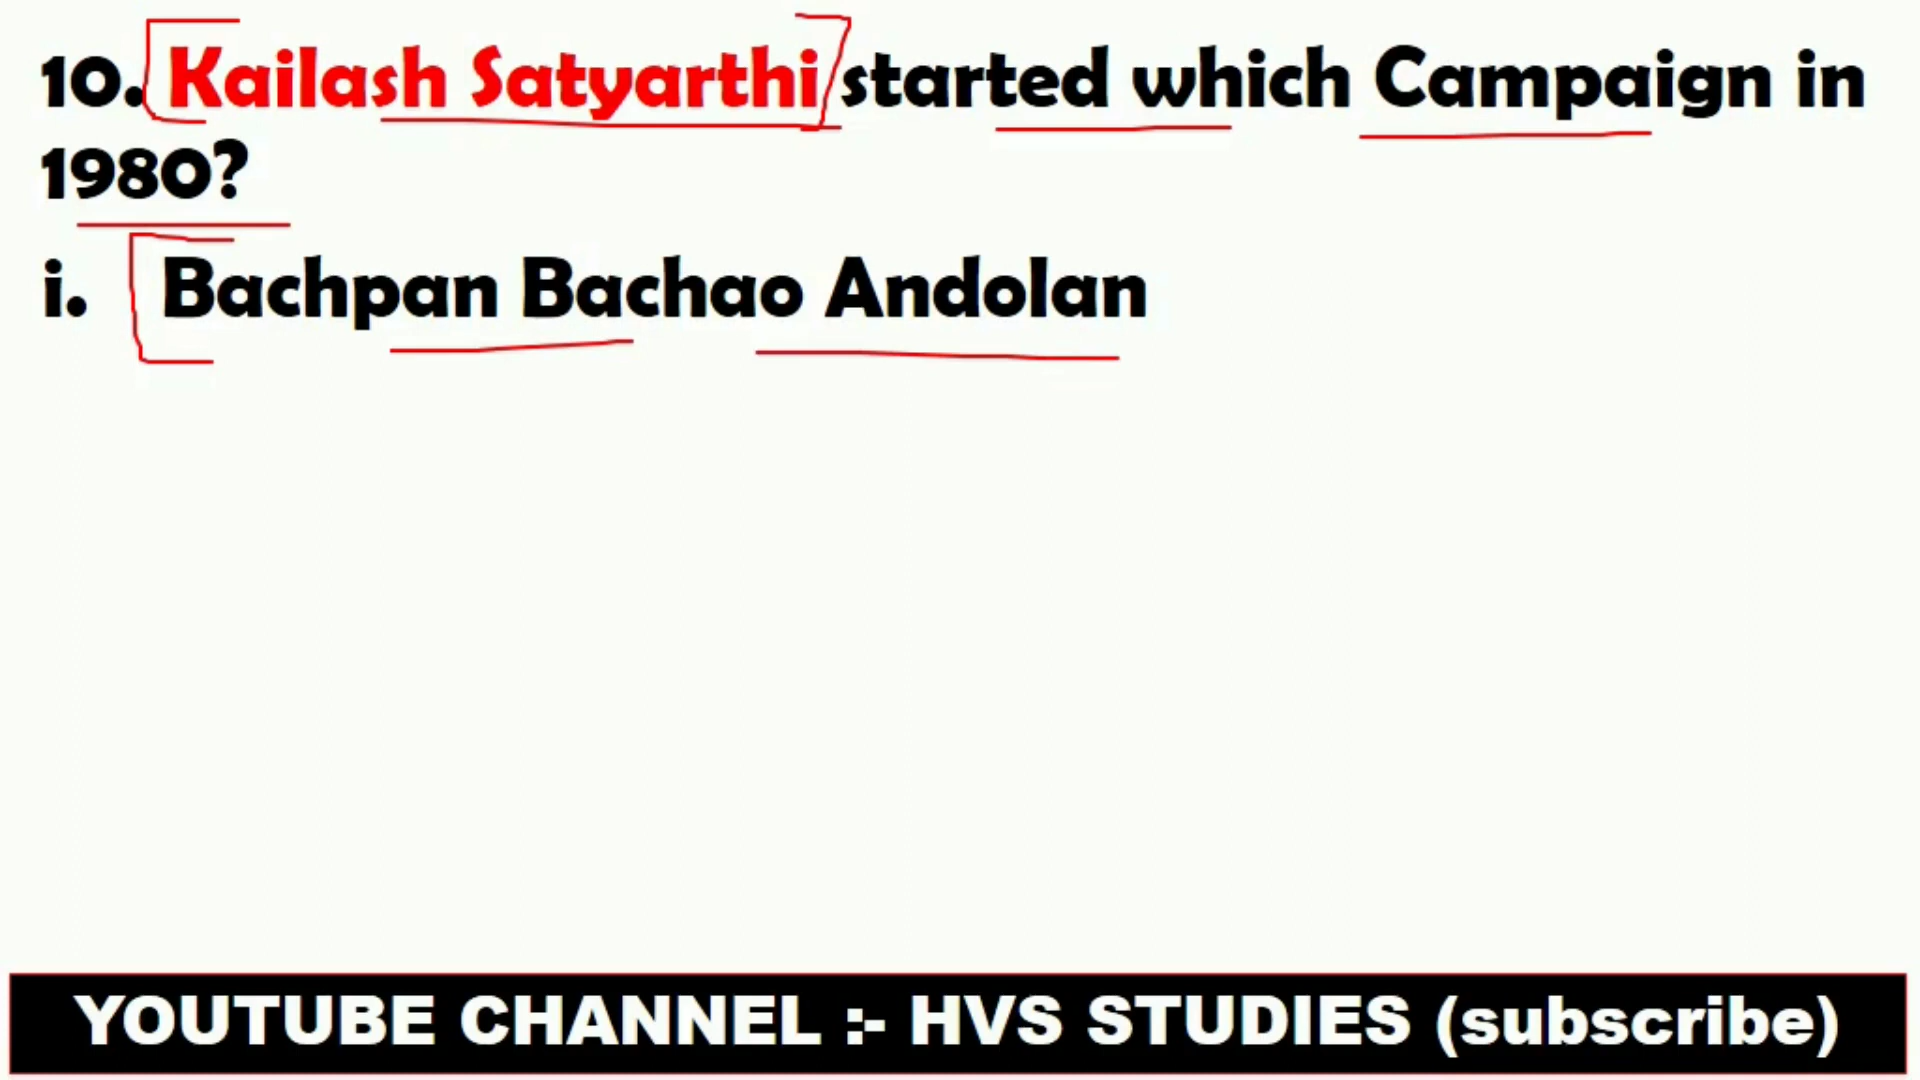 10. Kailash Satyarthi started which Campaign in
1980?
i. Bachpan Bachao Andolan
YOUTUBE CHANNEL :- HVS STUDIES (subscribe)